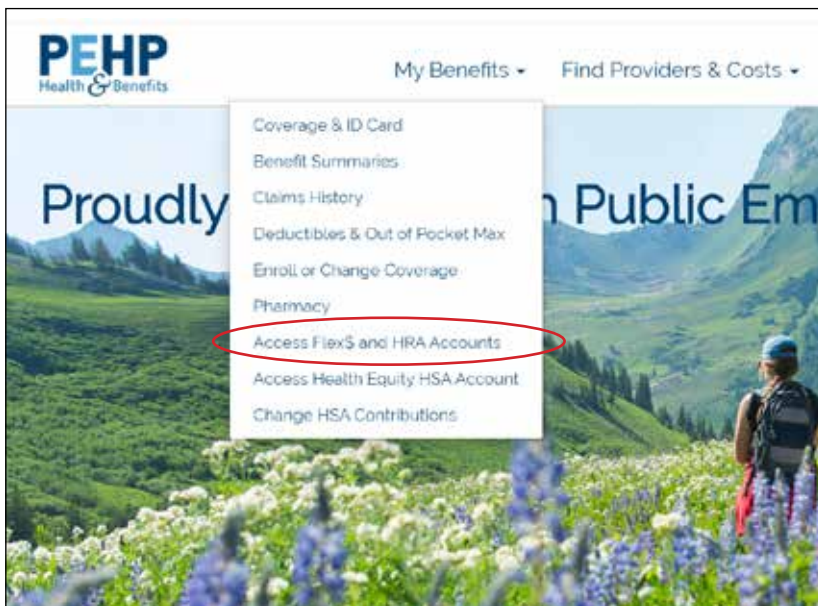 PEHP
Health & Benefits
My Benefits
Find Providers & Costs
Coverage & ID Card
Benefit Summaries
Claims History
Deductibles & Out of Pocket Max
Enroll or Change Coverage
Pharmacy
Access Flex$ and HRA Accounts
Access Health Equity HSA Account
Change HSA Contributions
Proudly
n Public Em